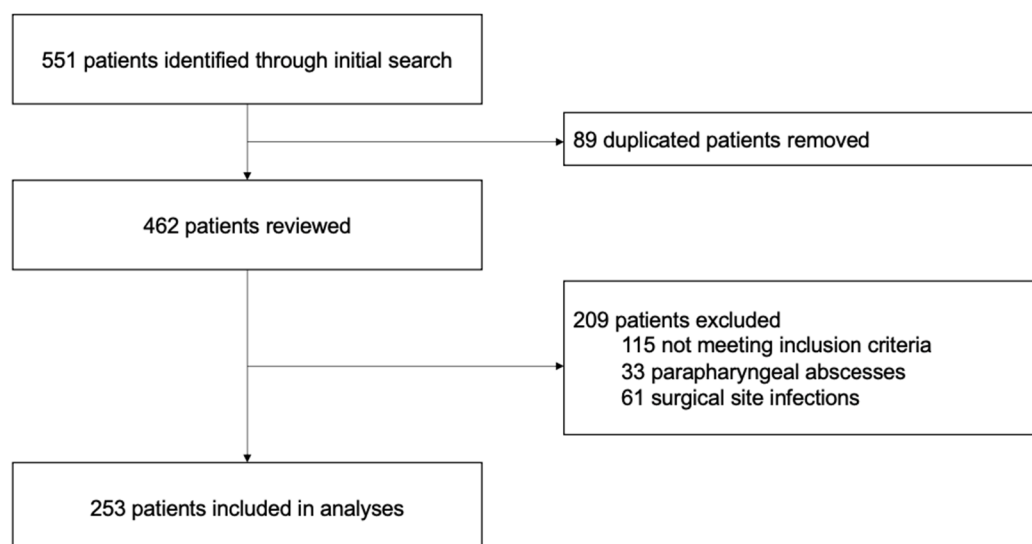 551 patients identified through initial search
89 duplicated patients removed
462 patients reviewed
209 patients excluded
115 not meeting inclusion criteria
33 parapharyngeal abscesses
61 surgical site infections
253 patients included in analyses